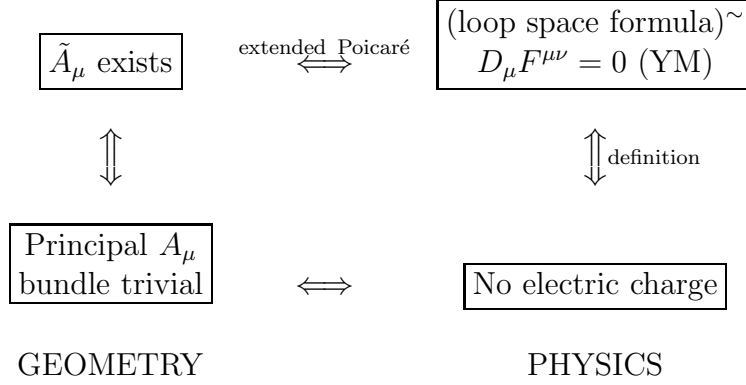 Ã_μ exists
extended Poicaré
⟺
(loop space formula)^~
D_μF^{μν} = 0 (YM)
⇕
⇕ definition
Principal A_μ
bundle trivial
⟺
No electric charge
GEOMETRY
PHYSICS